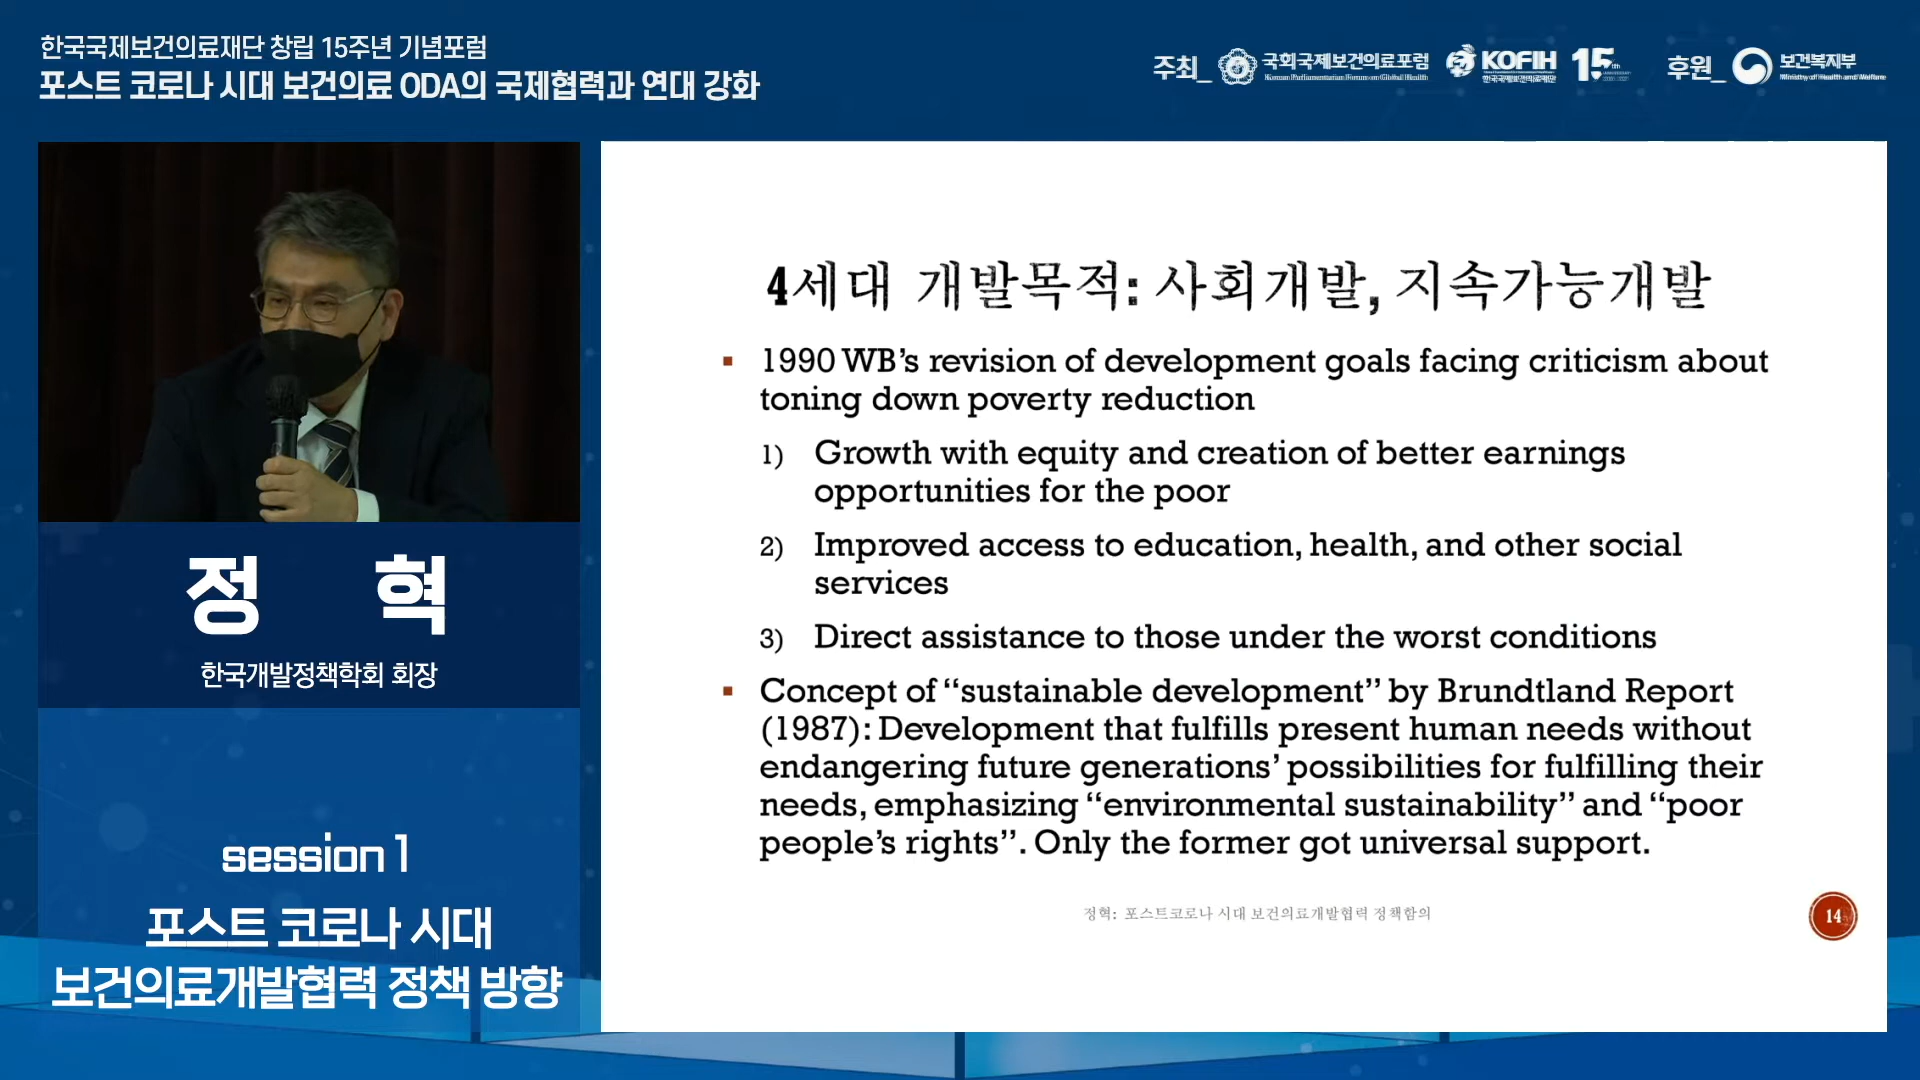 한국국제보건의료재단 창립 15주년 기념포럼
포스트 코로나 시대 보건의료 ODA의 국제협력과 연대 강화
주최_
국회국제보건의료포럼
Korean Parliamentarian Forum on Global Health
KOFIH
한국국제보건의료재단
15th
후원_
보건복지부
Ministry of Health and Welfare
정 혁
한국개발정책학회 회장
session 1
포스트 코로나 시대
보건의료개발협력 정책 방향
4세대 개발목적: 사회개발, 지속가능개발
▪ 1990 WB’s revision of development goals facing criticism about
toning down poverty reduction
1) Growth with equity and creation of better earnings
opportunities for the poor
2) Improved access to education, health, and other social
services
3) Direct assistance to those under the worst conditions
▪ Concept of “sustainable development” by Brundtland Report
(1987): Development that fulfills present human needs without
endangering future generations’ possibilities for fulfilling their
needs, emphasizing “environmental sustainability” and “poor
people’s rights”. Only the former got universal support.
정혁: 포스트코로나 시대 보건의료개발협력 정책함의
14